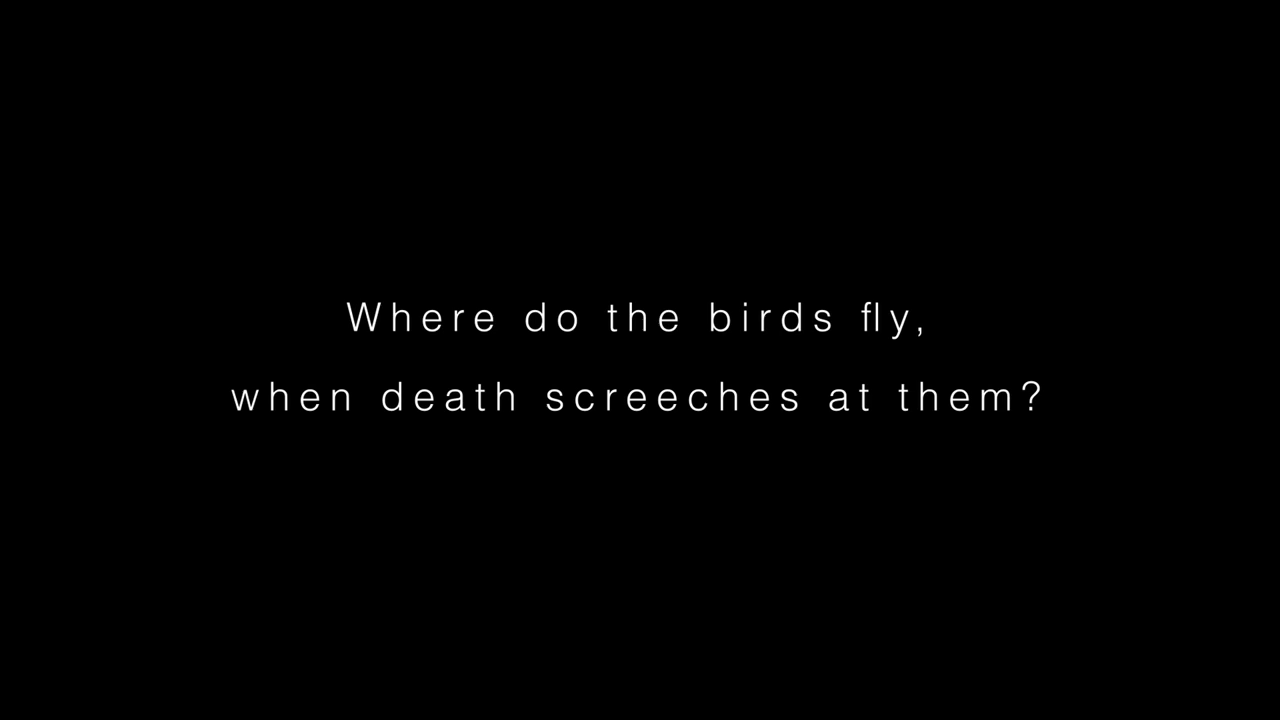 Where do the birds fly,
when death screeches at them?